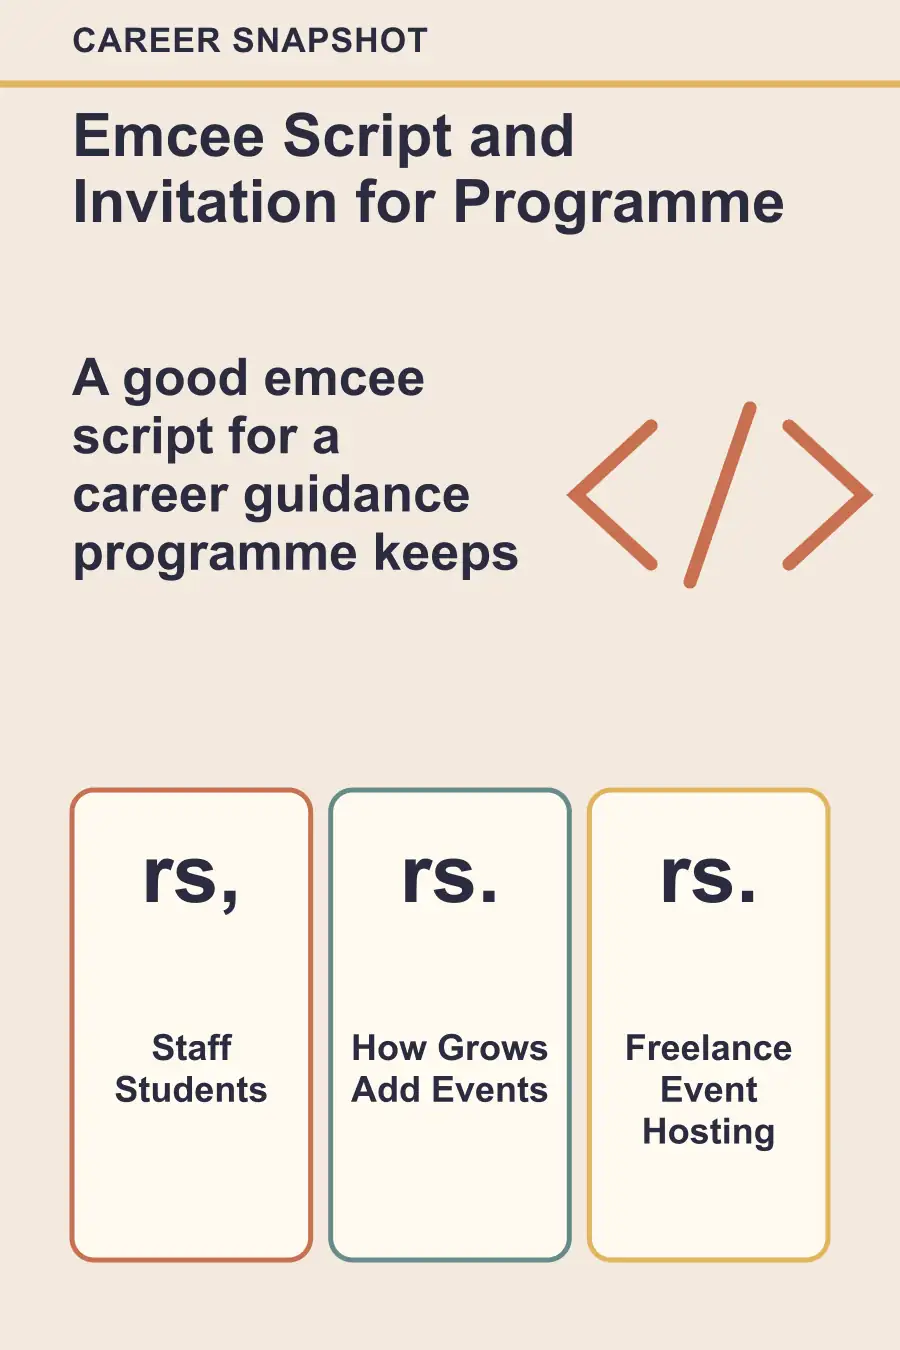 CAREER SNAPSHOT
Emcee Script and
Invitation for Programme
A good emcee
script for a
career guidance
programme keeps
</>
rs,
Staff
Students
rs.
How Grows
Add Events
rs.
Freelance
Event
Hosting